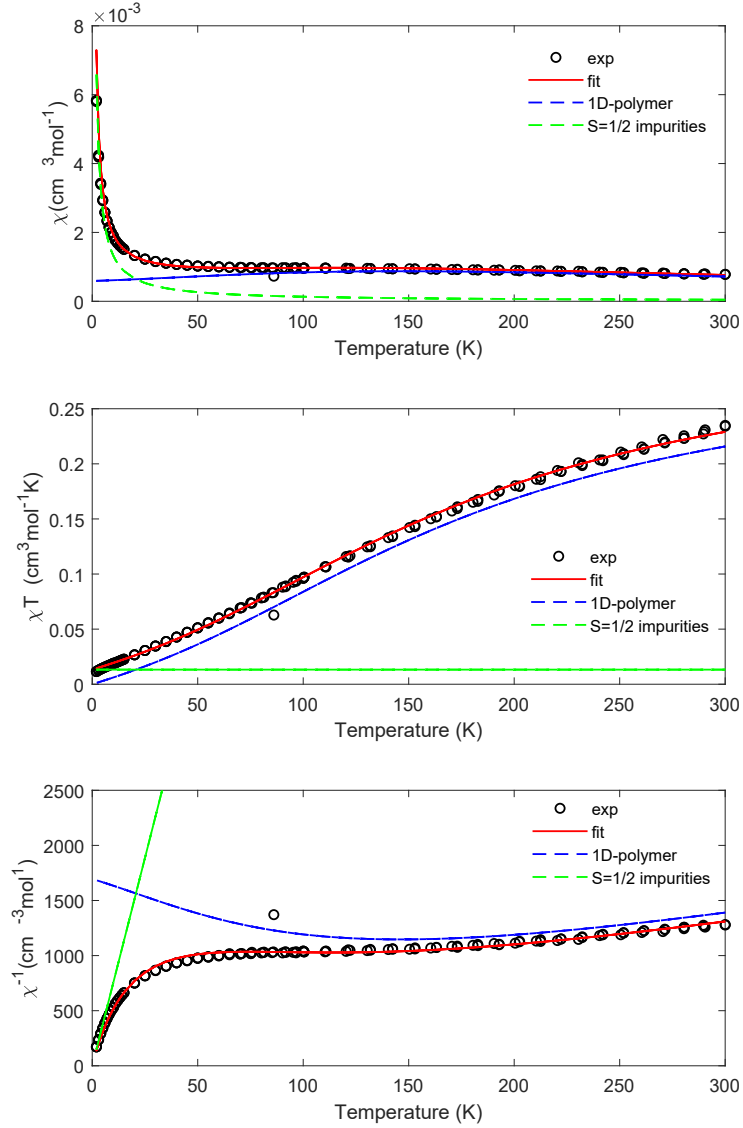 ×10⁻³
8
6
4
2
0
χ(cm ³mol⁻¹)
exp
fit
1D-polymer
S=1/2 impurities
0 50 100 150 200 250 300
Temperature (K)
0.25
0.2
0.15
0.1
0.05
0
χT (cm³mol⁻¹K)
exp
fit
1D-polymer
S=1/2 impurities
0 50 100 150 200 250 300
Temperature (K)
2500
2000
1500
1000
500
0
χ⁻¹(cm ⁻³mol¹)
exp
fit
1D-polymer
S=1/2 impurities
0 50 100 150 200 250 300
Temperature (K)